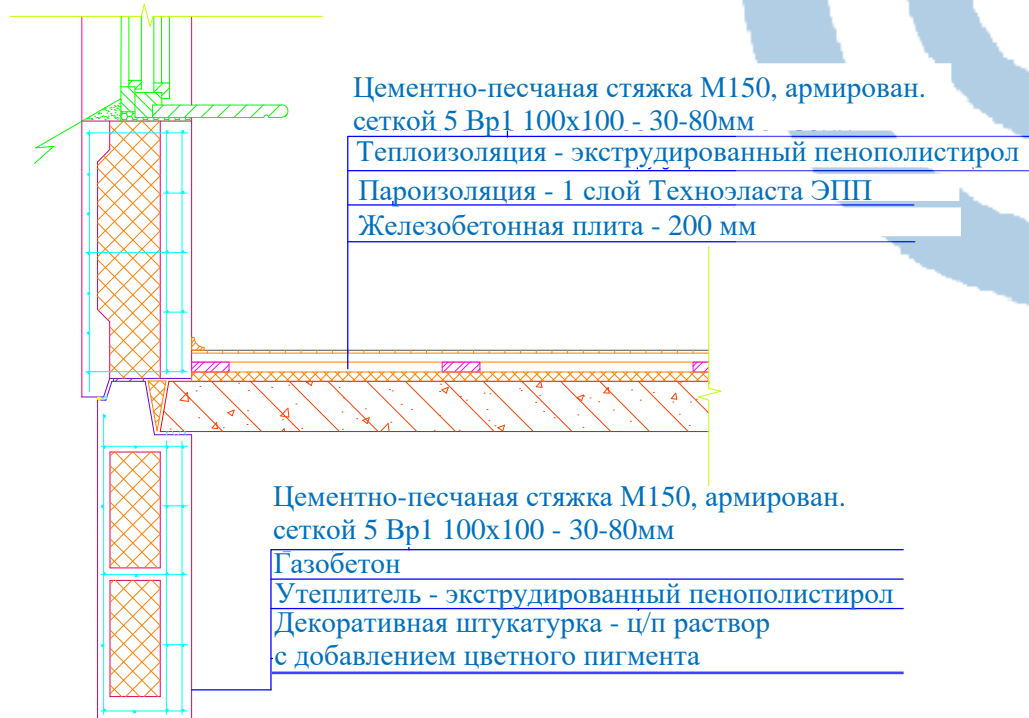 Цементно-песчаная стяжка М150, армирован.
сеткой 5 Вр1 100х100 - 30-80мм
Теплоизоляция - экструдированный пенополистирол
Пароизоляция - 1 слой Техноэласта ЭПП
Железобетонная плита - 200 мм
Цементно-песчаная стяжка М150, армирован.
сеткой 5 Вр1 100х100 - 30-80мм
Газобетон
Утеплитель - экструдированный пенополистирол
Декоративная штукатурка - ц/п раствор
с добавлением цветного пигмента